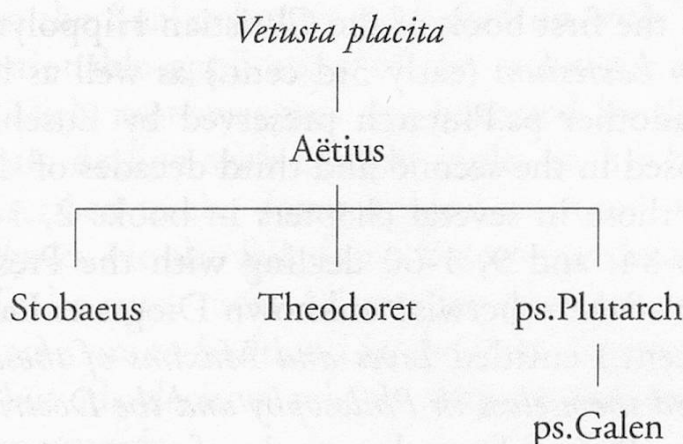 Vetusta placita
Aëtius
Stobaeus Theodoret ps.Plutarch
ps.Galen